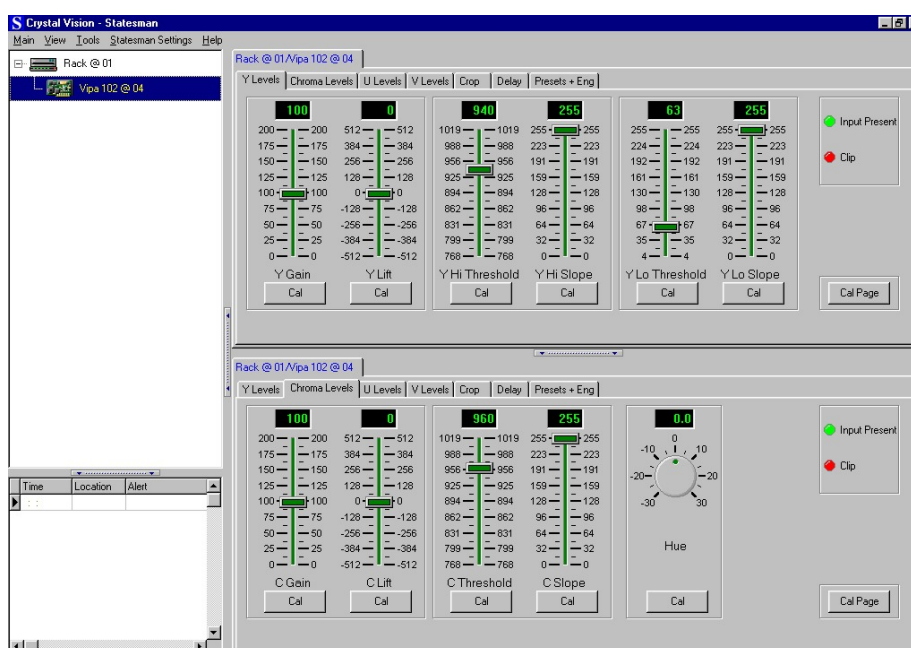 S Crystal Vision - Statesman
Main View Tools Statesman Settings Help
Rack @ 01
Vipa 102 @ 04
Time Location Alert
: :
Rack @ 01/Vipa 102 @ 04
Y Levels Chroma Levels U Levels V Levels Crop Delay Presets + Eng
100 0 940 255 63 255
200 200 512 512 1019 1019 255 255 255 255 255 255
175 175 384 384 988 988 223 223 224 224 223 223
150 150 256 256 956 956 191 191 192 192 191 191
125 125 128 128 925 925 159 159 161 161 159 159
100 100 0 0 894 894 128 128 130 130 128 128
75 75 -128 -128 862 862 96 96 98 98 96 96
50 50 -256 -256 831 831 64 64 67 67 64 64
25 25 -384 -384 799 799 32 32 35 35 32 32
0 0 -512 -512 768 768 0 0 4 4 0 0
Y Gain Y Lift Y Hi Threshold Y Hi Slope Y Lo Threshold Y Lo Slope
Cal Cal Cal Cal Cal Cal
Input Present
Clip
Cal Page
Rack @ 01/Vipa 102 @ 04
Y Levels Chroma Levels U Levels V Levels Crop Delay Presets + Eng
100 0 960 255 0.0
200 200 512 512 1019 1019 255 255
175 175 384 384 988 988 223 223
150 150 256 256 956 956 191 191
125 125 128 128 925 925 159 159
100 100 0 0 894 894 128 128
75 75 -128 -128 862 862 96 96
50 50 -256 -256 831 831 64 64
25 25 -384 -384 799 799 32 32
0 0 -512 -512 768 768 0 0
C Gain C Lift C Threshold C Slope
Cal Cal Cal Cal
0
-10 10
-20 20
-30 30
Hue
Cal
Input Present
Clip
Cal Page